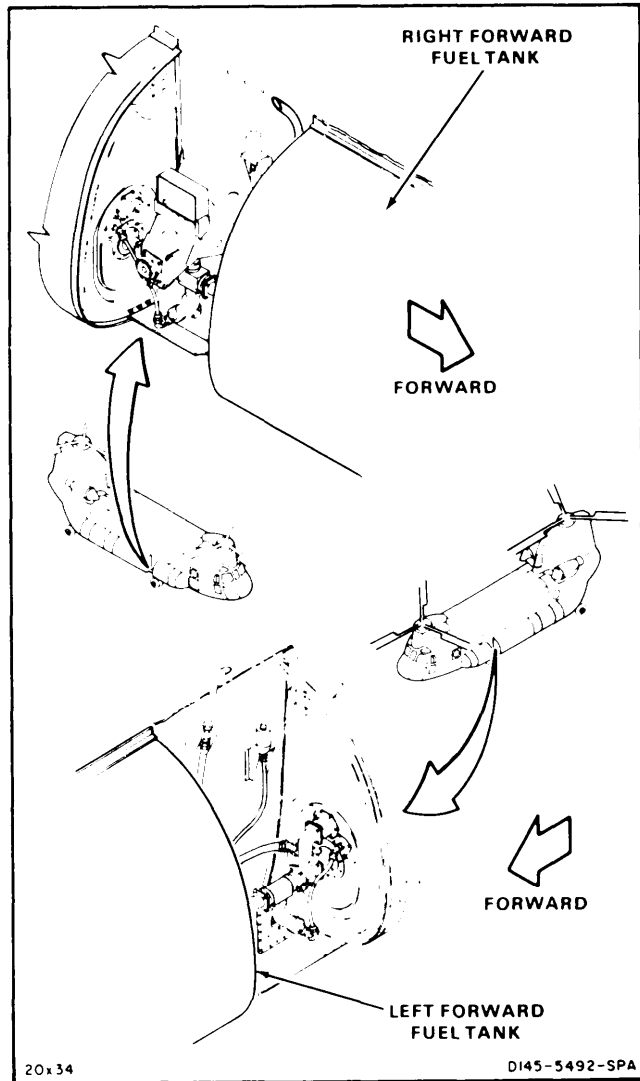 RIGHT FORWARD
FUEL TANK
FORWARD
FORWARD
LEFT FORWARD
FUEL TANK
20x34
D145-5492-SPA